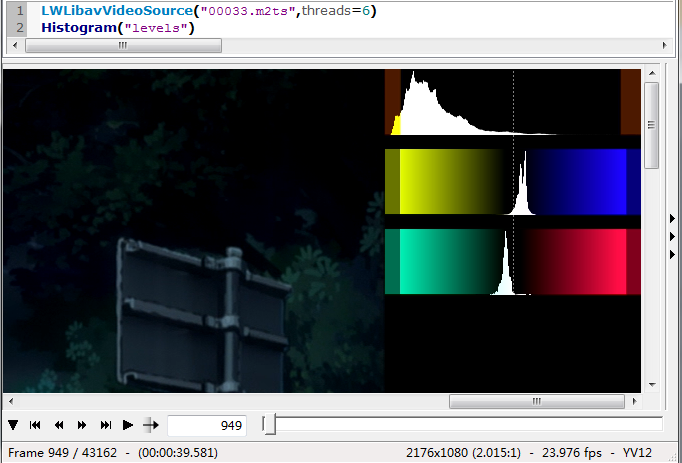 1 LWLibavVideoSource("00033.m2ts",threads=6)
2 Histogram("levels")
949
Frame 949 / 43162 - (00:00:39.581) 2176x1080 (2.015:1) - 23.976 fps - YV12